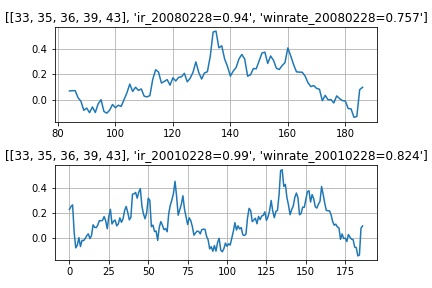 [[33, 35, 36, 39, 43], 'ir_20080228=0.94', 'winrate_20080228=0.757']
0.4
0.2
0.0
80 100 120 140 160 180
[[33, 35, 36, 39, 43], 'ir_20010228=0.99', 'winrate_20010228=0.824']
0.4
0.2
0.0
0 25 50 75 100 125 150 175